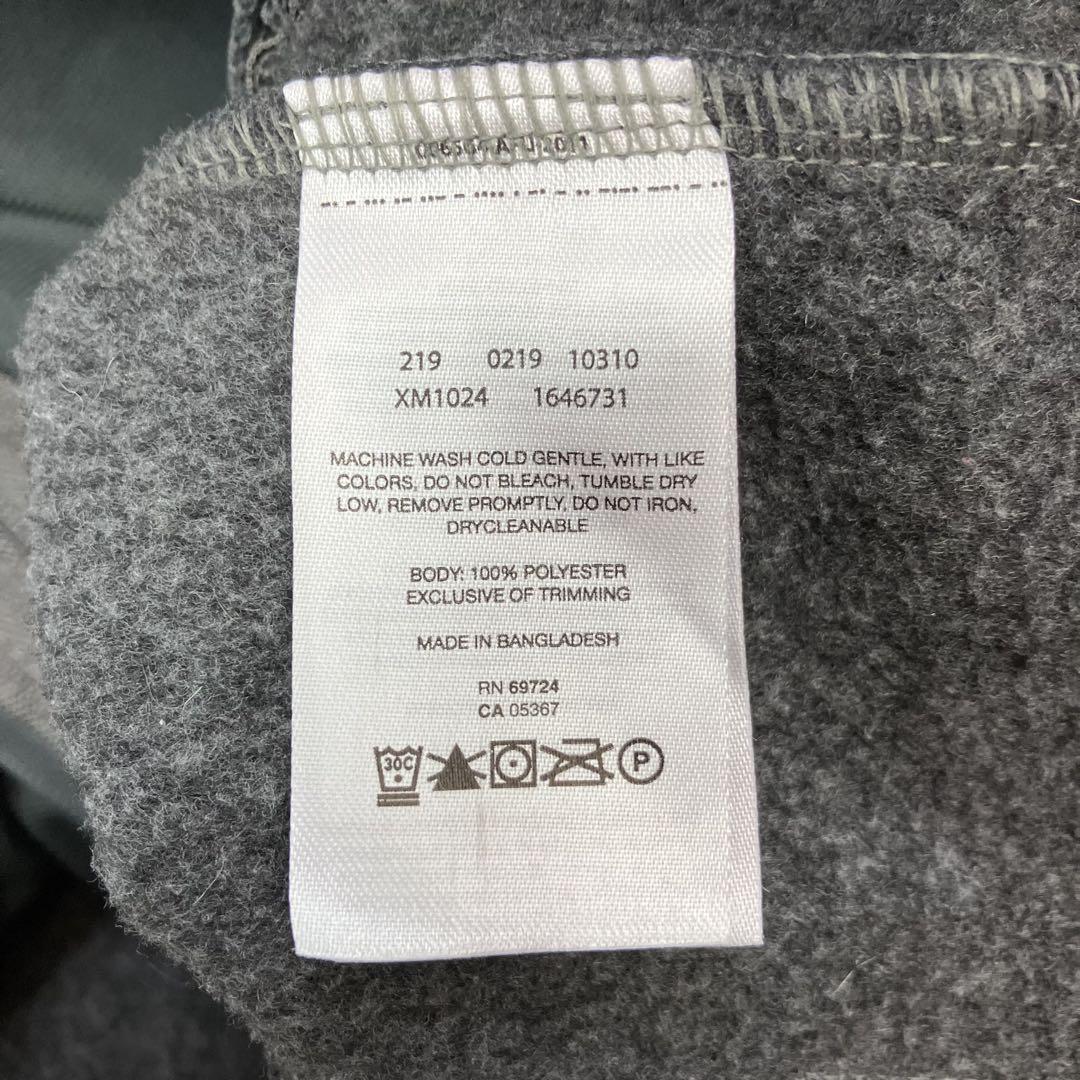 219 0219 10310
XM1024 1646731
MACHINE WASH COLD GENTLE, WITH LIKE
COLORS, DO NOT BLEACH, TUMBLE DRY
LOW, REMOVE PROMPTLY, DO NOT IRON,
DRYCLEANABLE
BODY: 100% POLYESTER
EXCLUSIVE OF TRIMMING
MADE IN BANGLADESH
RN 69724
CA 05367
30C P